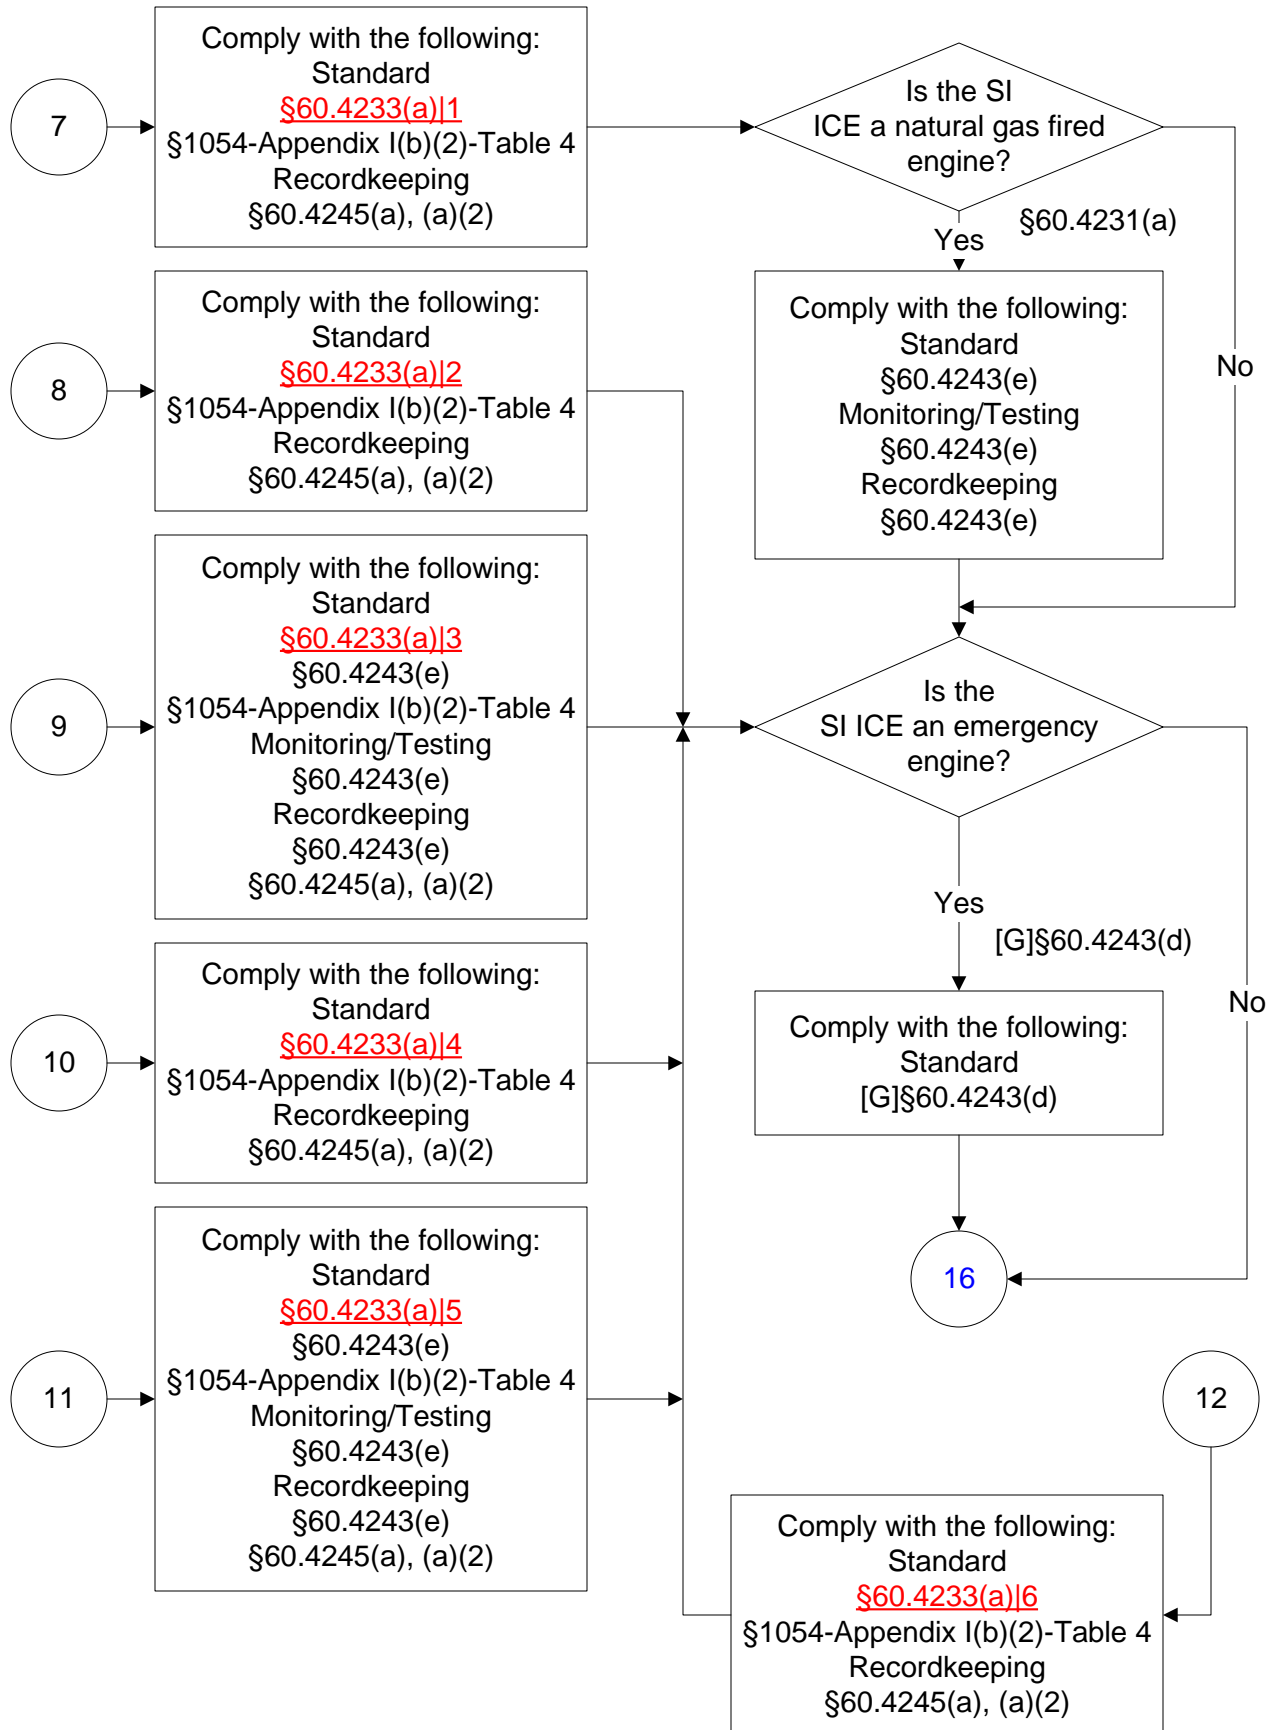 7
Comply with the following:
Standard
§60.4233(a)|1
§1054-Appendix I(b)(2)-Table 4
Recordkeeping
§60.4245(a), (a)(2)
Is the SI
ICE a natural gas fired
engine?
§60.4231(a)
Yes
No
Comply with the following:
Standard
§60.4243(e)
Monitoring/Testing
§60.4243(e)
Recordkeeping
§60.4243(e)
8
Comply with the following:
Standard
§60.4233(a)|2
§1054-Appendix I(b)(2)-Table 4
Recordkeeping
§60.4245(a), (a)(2)
9
Comply with the following:
Standard
§60.4233(a)|3
§60.4243(e)
§1054-Appendix I(b)(2)-Table 4
Monitoring/Testing
§60.4243(e)
Recordkeeping
§60.4243(e)
§60.4245(a), (a)(2)
Is the
SI ICE an emergency
engine?
Yes
[G]§60.4243(d)
No
Comply with the following:
Standard
[G]§60.4243(d)
16
10
Comply with the following:
Standard
§60.4233(a)|4
§1054-Appendix I(b)(2)-Table 4
Recordkeeping
§60.4245(a), (a)(2)
11
Comply with the following:
Standard
§60.4233(a)|5
§60.4243(e)
§1054-Appendix I(b)(2)-Table 4
Monitoring/Testing
§60.4243(e)
Recordkeeping
§60.4243(e)
§60.4245(a), (a)(2)
12
Comply with the following:
Standard
§60.4233(a)|6
§1054-Appendix I(b)(2)-Table 4
Recordkeeping
§60.4245(a), (a)(2)